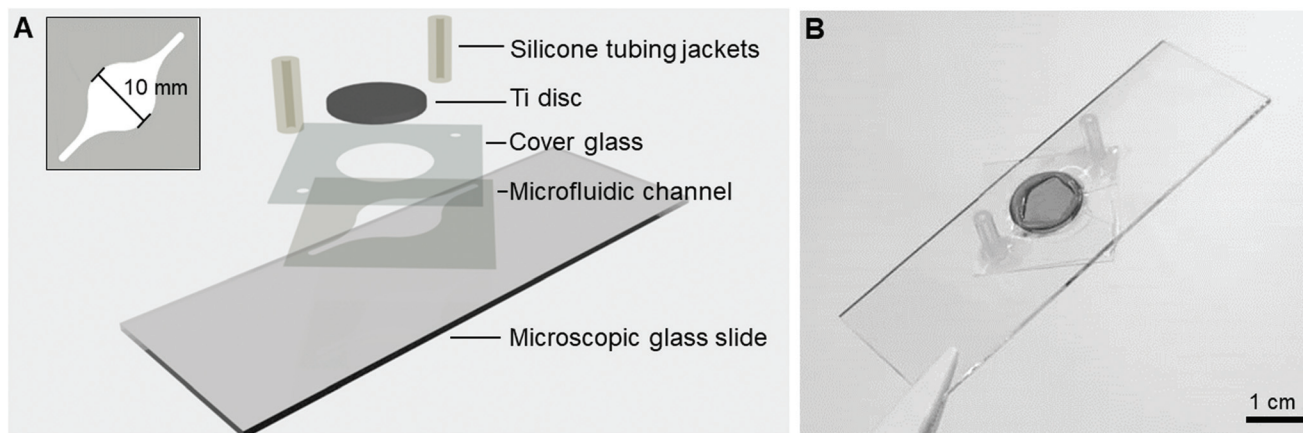 A
10 mm
Silicone tubing jackets
Ti disc
Cover glass
Microfluidic channel
Microscopic glass slide
B
1 cm